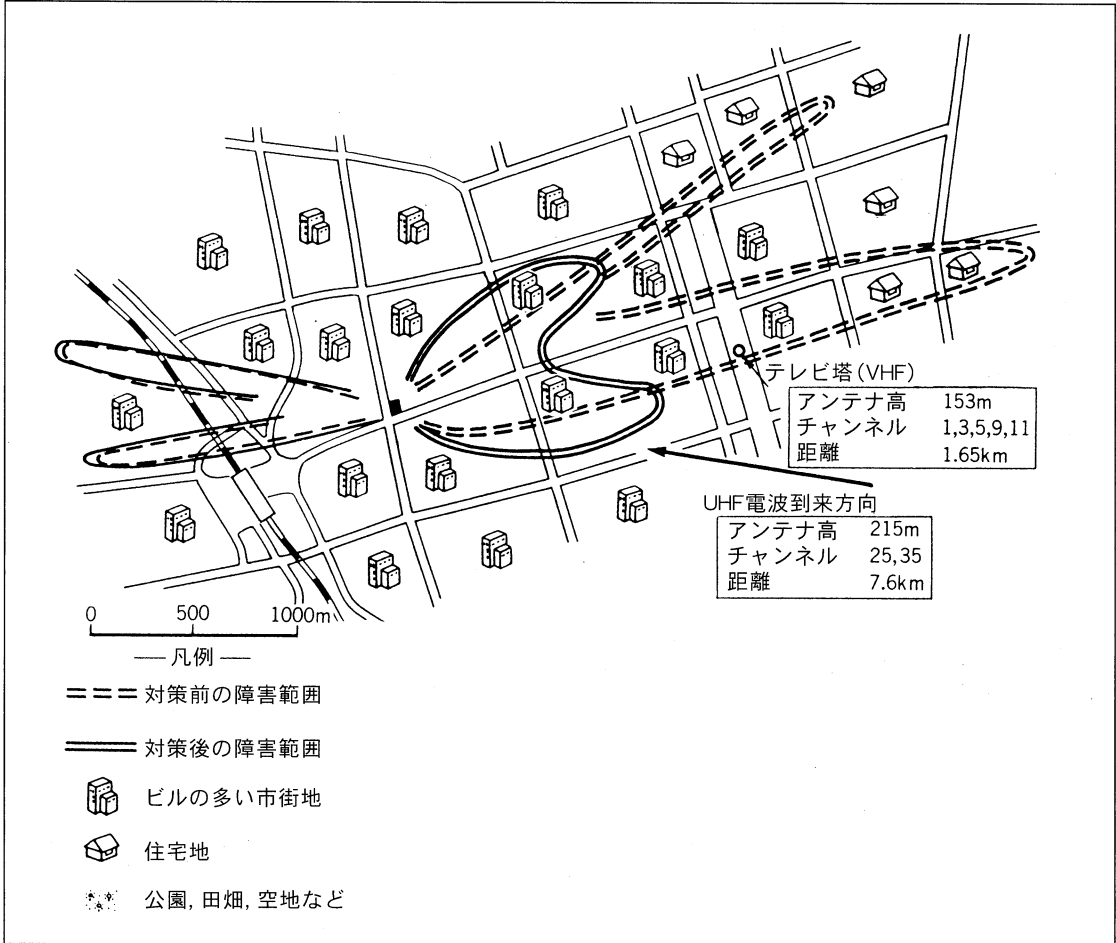 テレビ塔(VHF)
アンテナ高 153m
チャンネル 1,3,5,9,11
距離 1.65km
UHF電波到来方向
アンテナ高 215m
チャンネル 25,35
距離 7.6km
0 500 1000m
── 凡例 ──
対策前の障害範囲
対策後の障害範囲
ビルの多い市街地
住宅地
公園, 田畑, 空地など